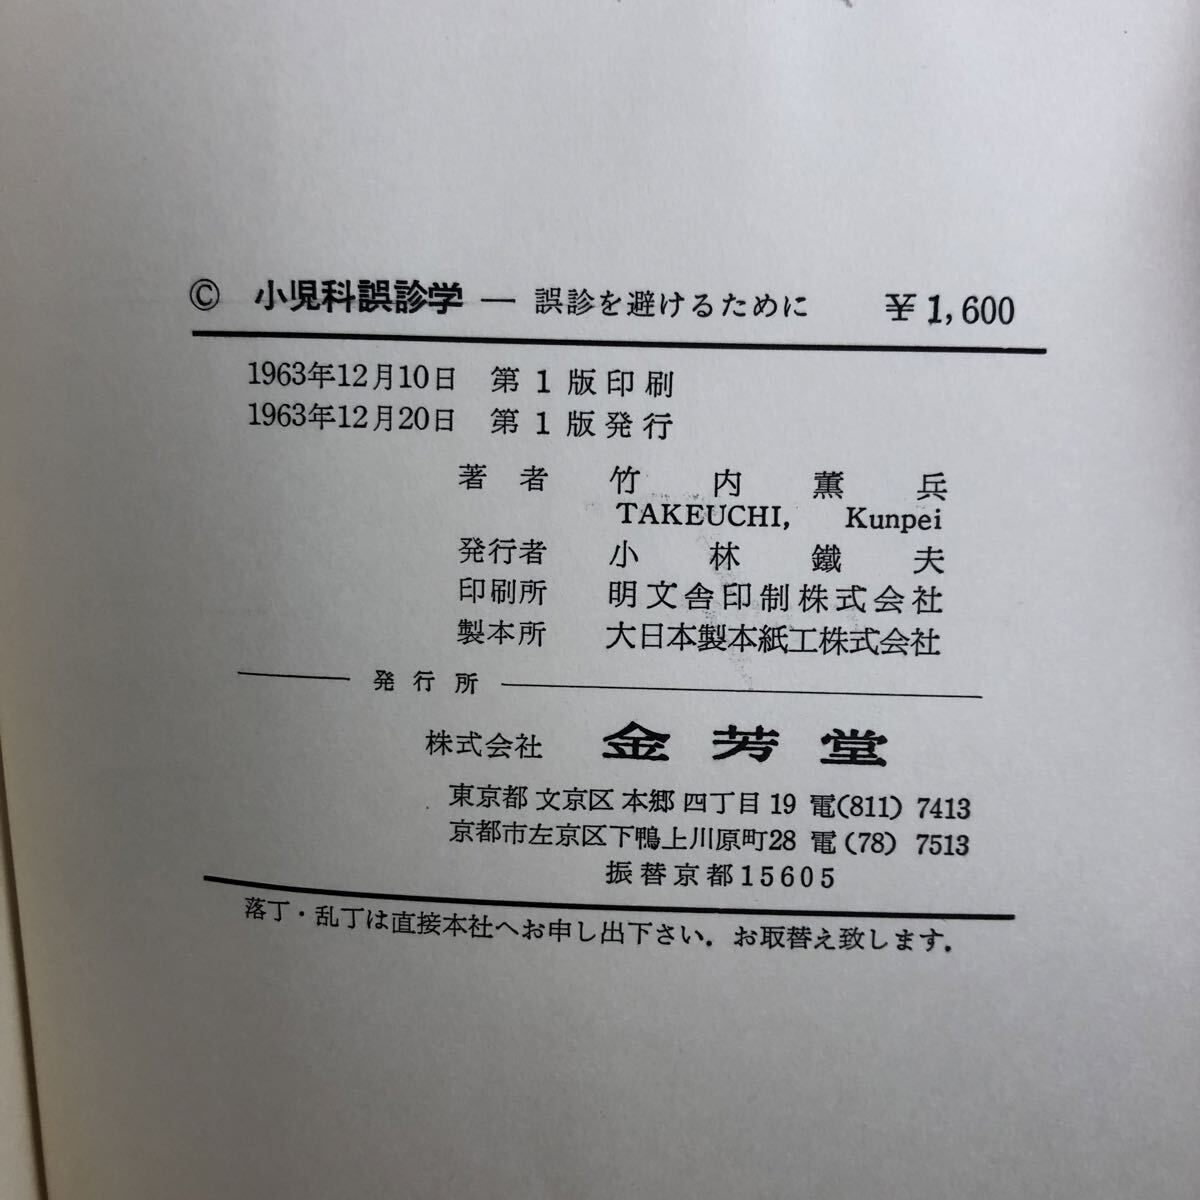 © 小児科誤診学 — 誤診を避けるために ¥1,600
1963年12月10日 第1版印刷
1963年12月20日 第1版発行
著者 竹内薫兵
TAKEUCHI, Kunpei
発行者 小林鐵夫
印刷所 明文舎印制株式会社
製本所 大日本製本紙工株式会社
発行所
株式会社 金芳堂
東京都文京区本郷四丁目19 電(811)7413
京都市左京区下鴨上川原町28 電(78)7513
振替京都15605
落丁・乱丁は直接本社へお申し出下さい．お取替え致します．